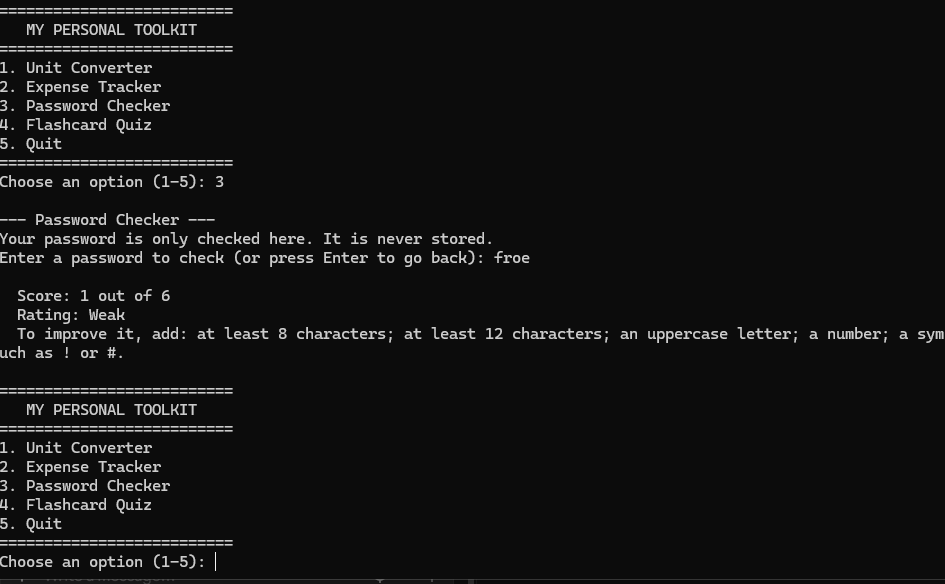 ==========================
   MY PERSONAL TOOLKIT
==========================
1. Unit Converter
2. Expense Tracker
3. Password Checker
4. Flashcard Quiz
5. Quit
==========================
Choose an option (1-5): 3

--- Password Checker ---
Your password is only checked here. It is never stored.
Enter a password to check (or press Enter to go back): froe

  Score: 1 out of 6
  Rating: Weak
  To improve it, add: at least 8 characters; at least 12 characters; an uppercase letter; a number; a sym
uch as ! or #.

==========================
   MY PERSONAL TOOLKIT
==========================
1. Unit Converter
2. Expense Tracker
3. Password Checker
4. Flashcard Quiz
5. Quit
==========================
Choose an option (1-5):